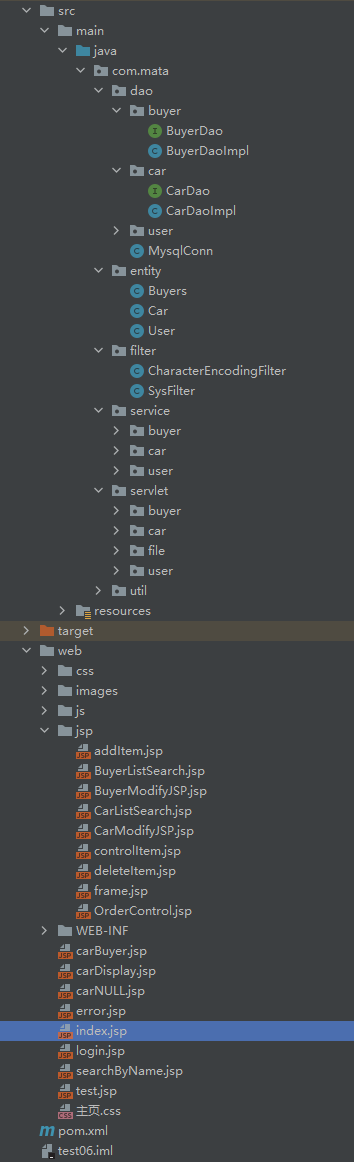 src
main
java
com.mata
dao
buyer
BuyerDao
BuyerDaoImpl
car
CarDao
CarDaoImpl
user
MysqlConn
entity
Buyers
Car
User
filter
CharacterEncodingFilter
SysFilter
service
buyer
car
user
servlet
buyer
car
file
user
util
resources
target
web
css
images
js
jsp
addItem.jsp
BuyerListSearch.jsp
BuyerModifyJSP.jsp
CarListSearch.jsp
CarModifyJSP.jsp
controlItem.jsp
deleteItem.jsp
frame.jsp
OrderControl.jsp
WEB-INF
carBuyer.jsp
carDisplay.jsp
carNULL.jsp
error.jsp
index.jsp
login.jsp
searchByName.jsp
test.jsp
主页.css
pom.xml
test06.iml